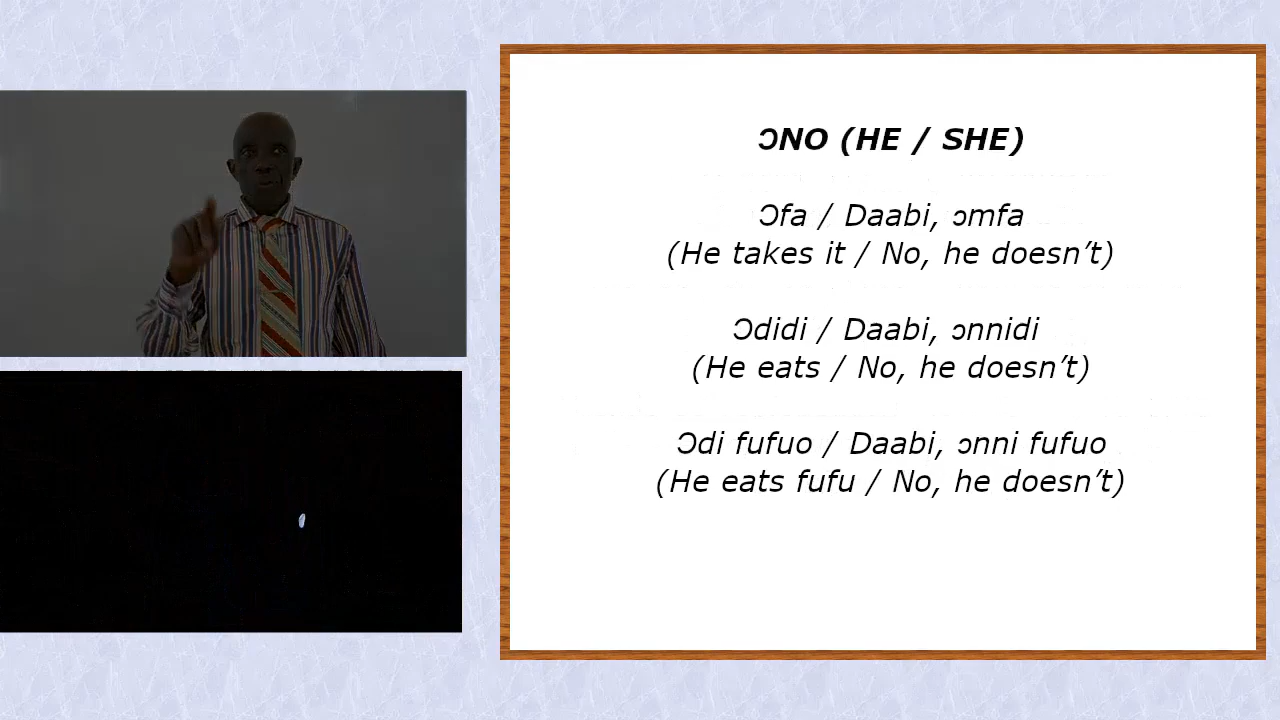 ƆNO (HE / SHE)
Ɔfa / Daabi, ɔmfa
(He takes it / No, he doesn’t)
Ɔdidi / Daabi, ɔnnidi
(He eats / No, he doesn’t)
Ɔdi fufuo / Daabi, ɔnni fufuo
(He eats fufu / No, he doesn’t)